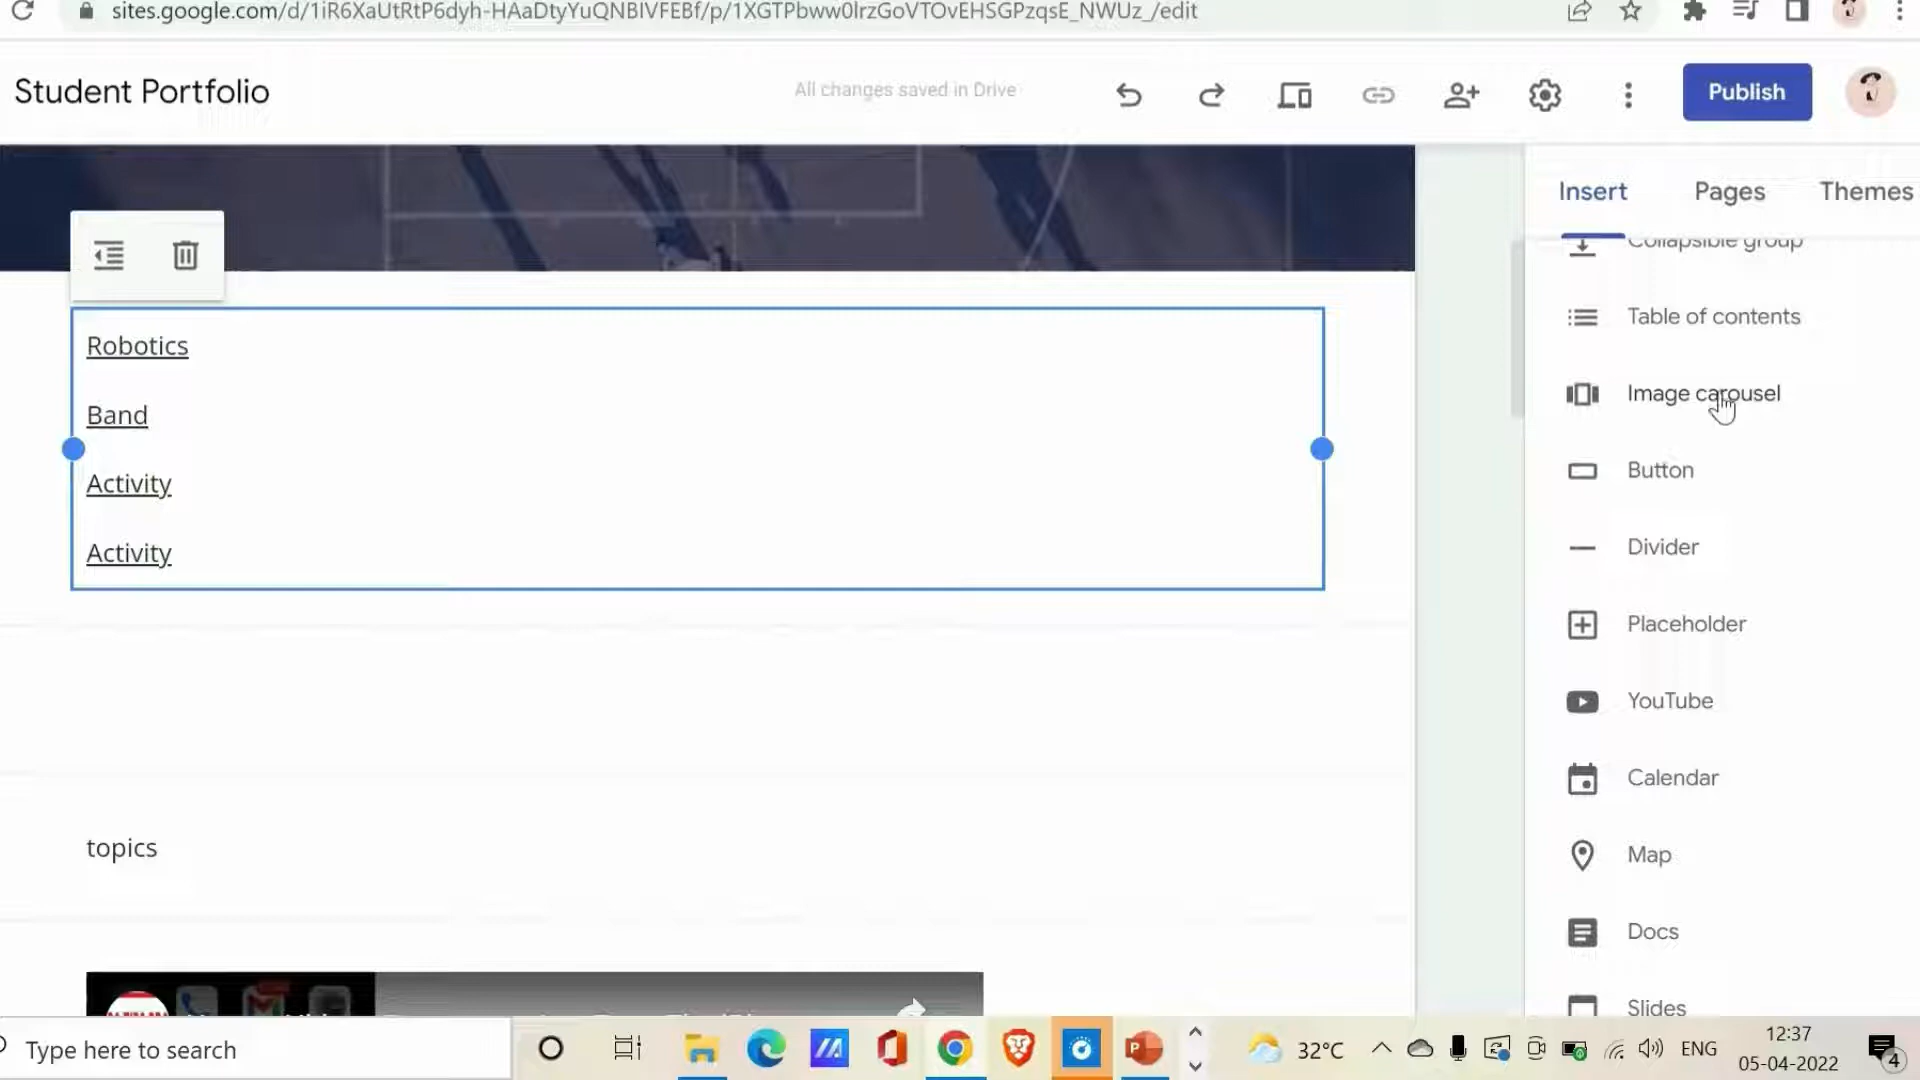 sites.google.com/d/1iR6XaUtRtP6dyh-HAaDtyYuQNBIVFEBf/p/1XGTPbww0lrzGoVTOvEHSGPzqsE_NWUz_/edit
Student Portfolio
All changes saved in Drive
Publish
Insert Pages Themes
Collapsible group
Table of contents
Image carousel
Button
Divider
Placeholder
YouTube
Calendar
Map
Docs
Slides
Robotics
Band
Activity
Activity
topics
Type here to search
32°C
ENG
12:37
05-04-2022
4